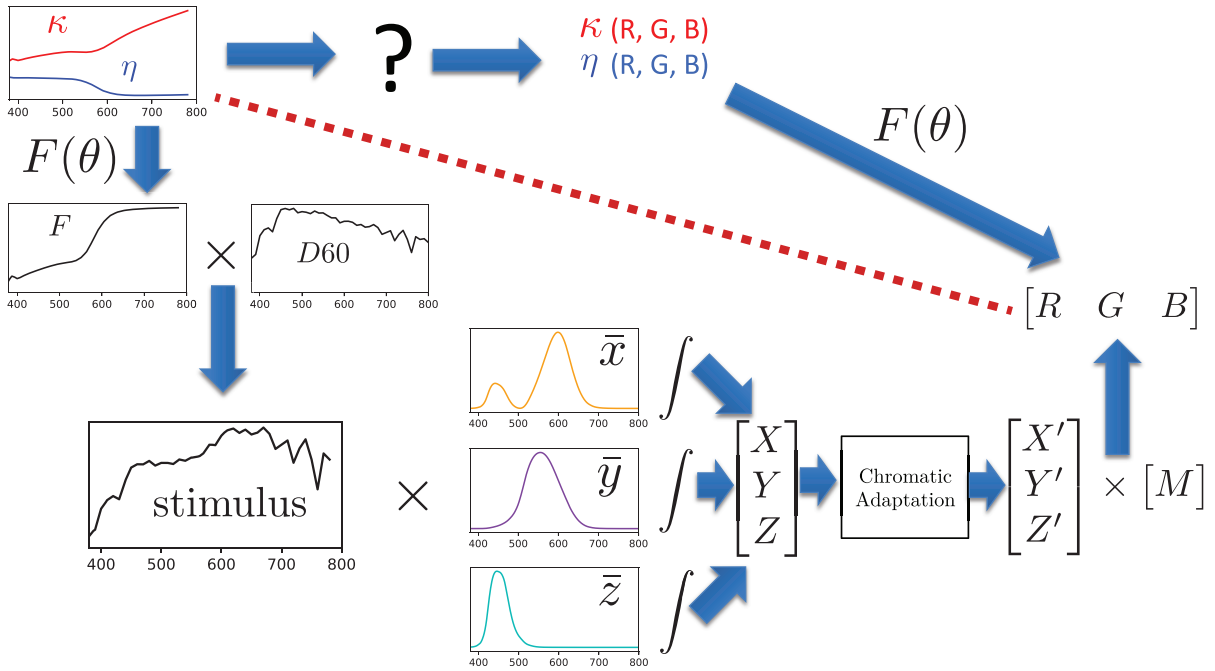 κ
η
400 500 600 700 800
?
κ (R, G, B)
η (R, G, B)
F(θ)
F(θ)
F
400 500 600 700 800
×
D60
400 500 600 700 800
[R G B]
x̄
400 500 600 700 800
∫
stimulus
400 500 600 700 800
×
ȳ
400 500 600 700 800
∫
z̄
400 500 600 700 800
∫
[X
Y
Z]
Chromatic
Adaptation
[X′
Y′
Z′]
× [M]